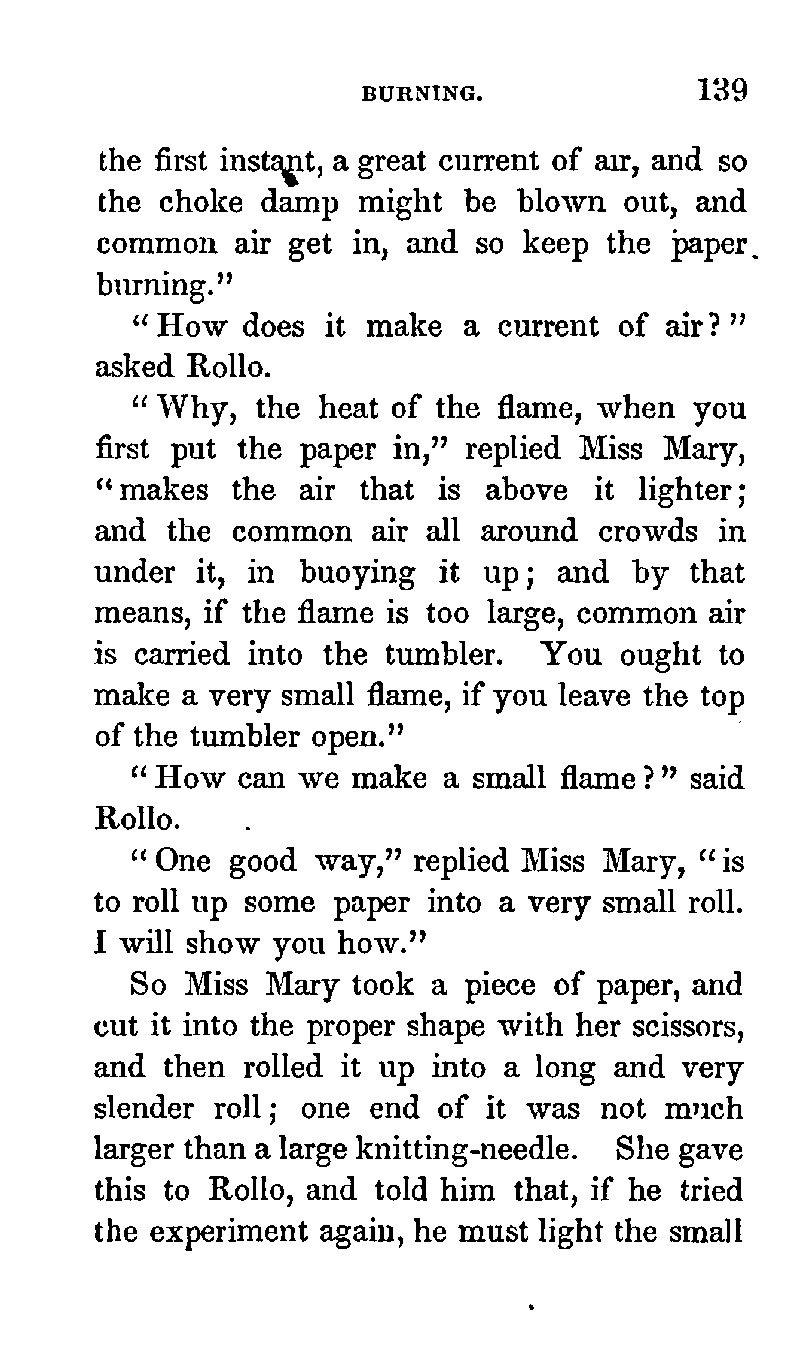 BURNING. 139
the first instant, a great current of air, and so
the choke damp might be blown out, and
common air get in, and so keep the paper.
burning.”
“How does it make a current of air?”
asked Rollo.
“Why, the heat of the flame, when you
first put the paper in,” replied Miss Mary,
“makes the air that is above it lighter;
and the common air all around crowds in
under it, in buoying it up; and by that
means, if the flame is too large, common air
is carried into the tumbler. You ought to
make a very small flame, if you leave the top
of the tumbler open.”
“How can we make a small flame?” said
Rollo.
“One good way,” replied Miss Mary, “is
to roll up some paper into a very small roll.
I will show you how.”
So Miss Mary took a piece of paper, and
cut it into the proper shape with her scissors,
and then rolled it up into a long and very
slender roll; one end of it was not much
larger than a large knitting-needle. She gave
this to Rollo, and told him that, if he tried
the experiment again, he must light the small